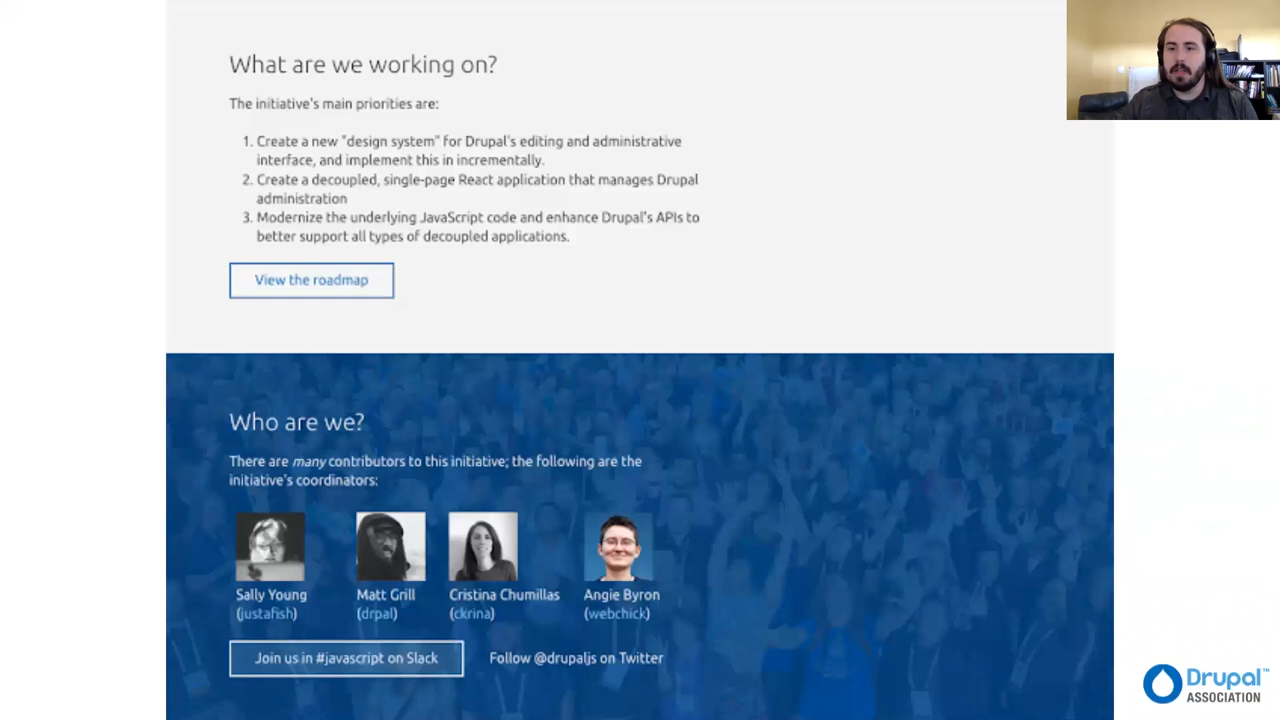 What are we working on?
The initiative's main priorities are:
1. Create a new "design system" for Drupal's editing and administrative
interface, and implement this in incrementally.
2. Create a decoupled, single-page React application that manages Drupal
administration
3. Modernize the underlying JavaScript code and enhance Drupal's APIs to
better support all types of decoupled applications.
View the roadmap
Who are we?
There are many contributors to this initiative; the following are the
initiative's coordinators:
Sally Young
(justafish)
Matt Grill
(drpal)
Cristina Chumillas
(ckrina)
Angie Byron
(webchick)
Join us in #javascript on Slack
Follow @drupaljs on Twitter
Drupal™
ASSOCIATION